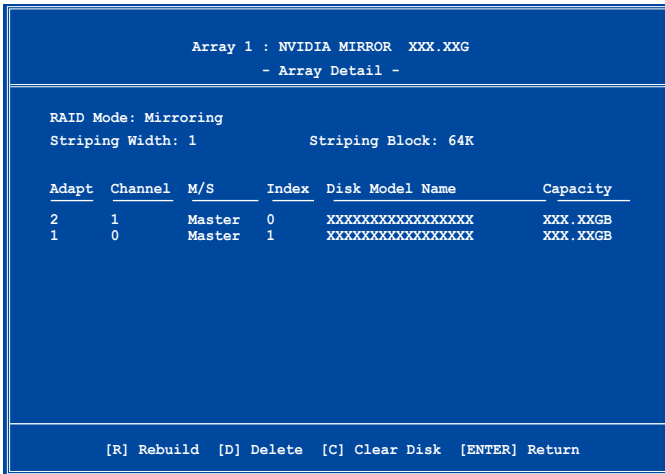 Array 1 : NVIDIA MIRROR XXX.XXG
- Array Detail -
RAID Mode: Mirroring
Striping Width: 1 Striping Block: 64K
Adapt Channel M/S Index Disk Model Name Capacity
2 1 Master 0 XXXXXXXXXXXXXXXXX XXX.XXGB
1 0 Master 1 XXXXXXXXXXXXXXXXX XXX.XXGB
[R] Rebuild [D] Delete [C] Clear Disk [ENTER] Return